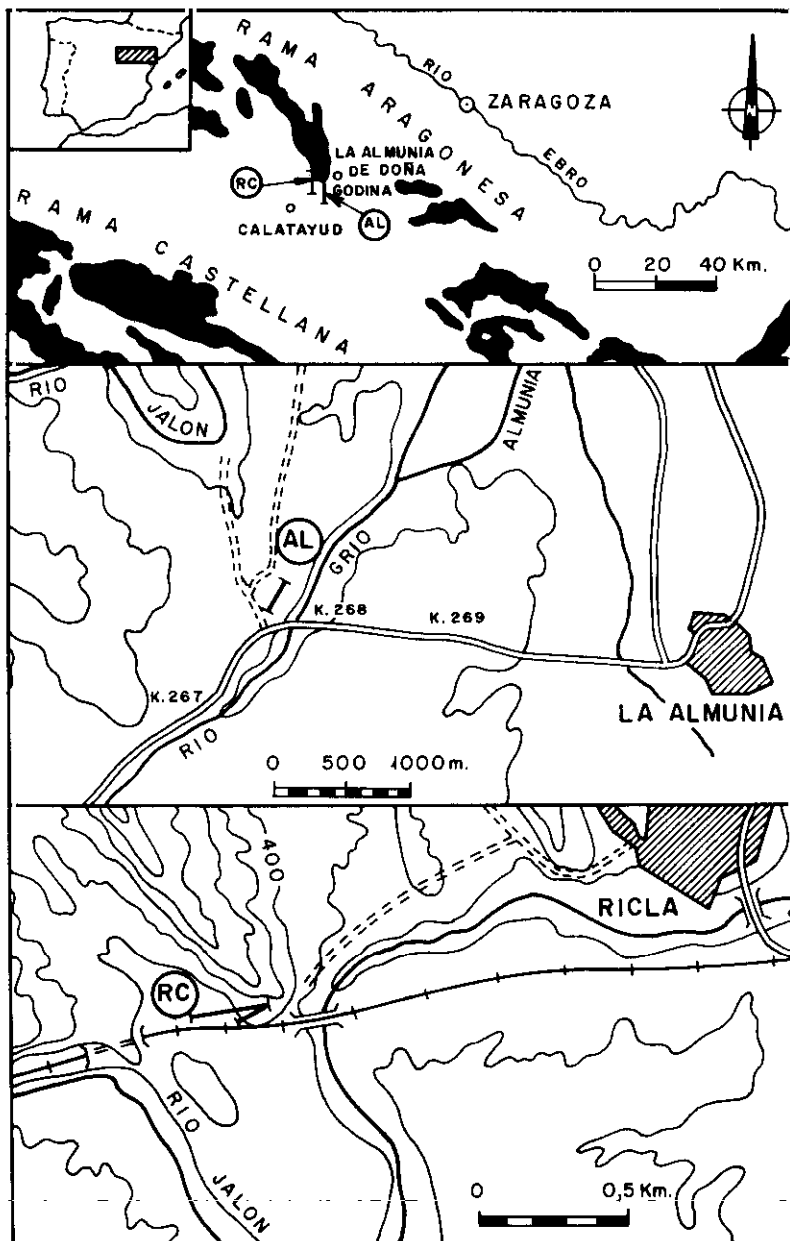 RAMA ARAGONESA
RIO EBRO
ZARAGOZA
LA ALMUNIA
DE DOÑA
GODINA
RC
CALATAYUD
AL
RAMA CASTELLANA
0 20 40 Km.
RIO
JALON
ALMUNIA
AL
GRIO
K.268
K.269
K.267
RIO
LA ALMUNIA
0 500 1000m.
400
RICLA
RC
RIO
JALON
0 0,5 Km.